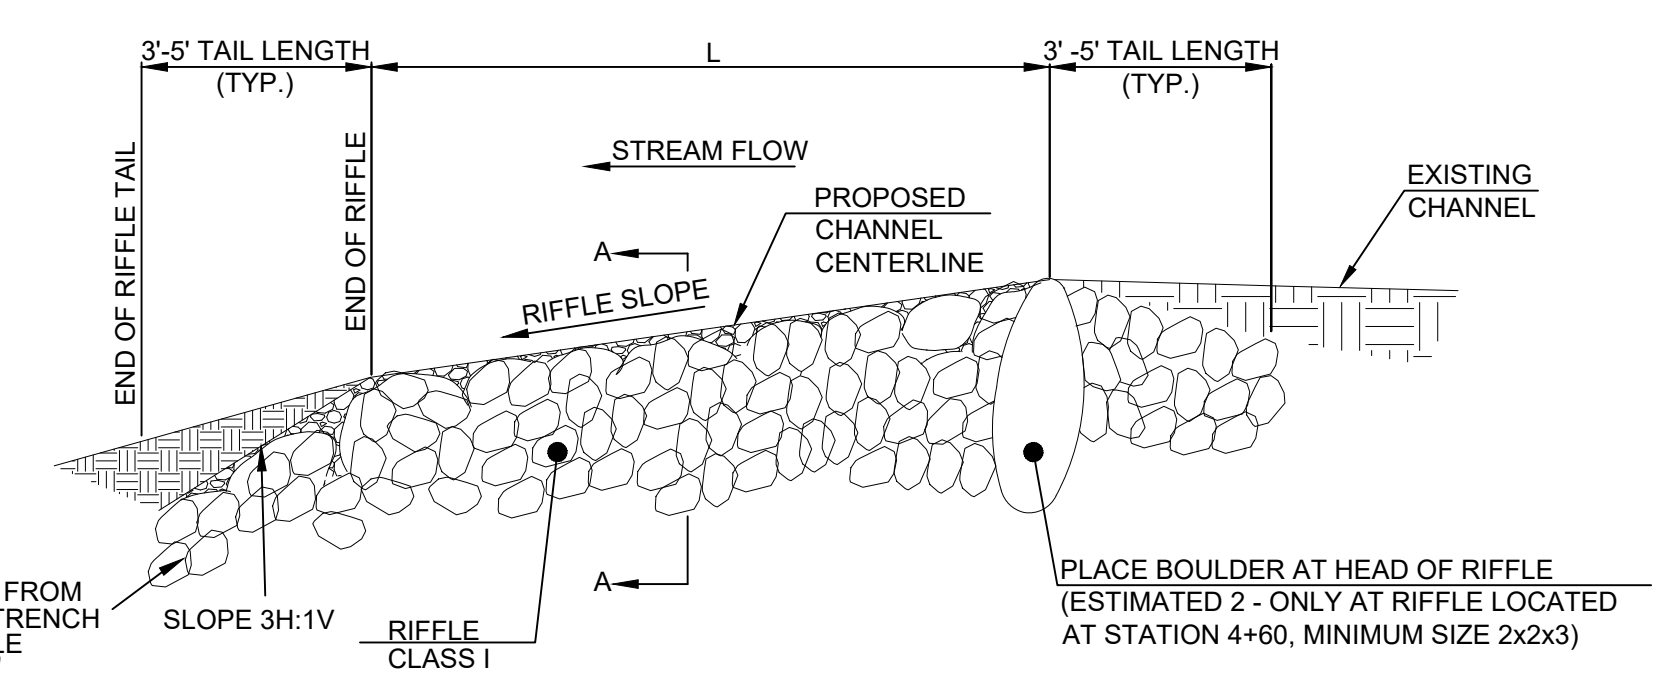 3'-5' TAIL LENGTH
(TYP.)
L
3' -5' TAIL LENGTH
(TYP.)
END OF RIFFLE TAIL
END OF RIFFLE
STREAM FLOW
PROPOSED
CHANNEL
CENTERLINE
EXISTING
CHANNEL
A
RIFFLE SLOPE
A
FROM
TRENCH
SLOPE 3H:1V
RIFFLE
CLASS I
PLACE BOULDER AT HEAD OF RIFFLE
(ESTIMATED 2 - ONLY AT RIFFLE LOCATED
AT STATION 4+60, MINIMUM SIZE 2x2x3)